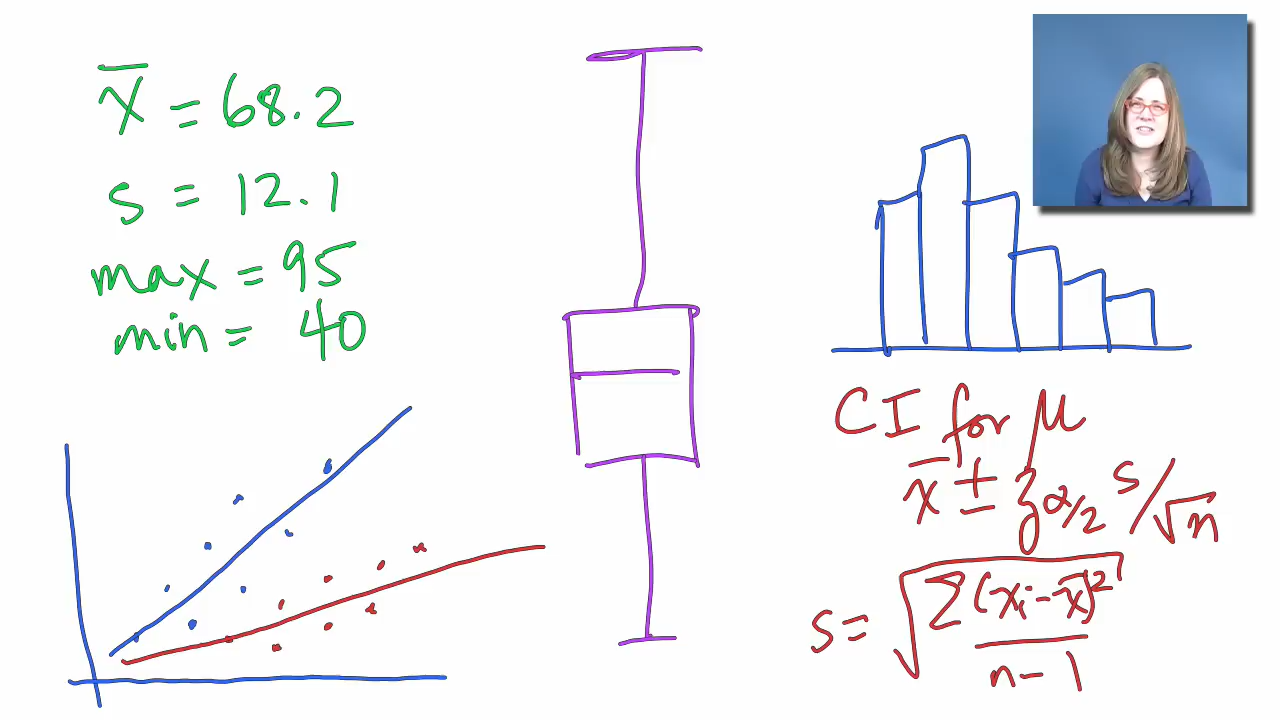 x̄ = 68.2
s = 12.1
max = 95
min = 40
CI for μ
x̄ ± z α/2 s/√n
s = √ Σ(xᵢ - x̄)²
n - 1